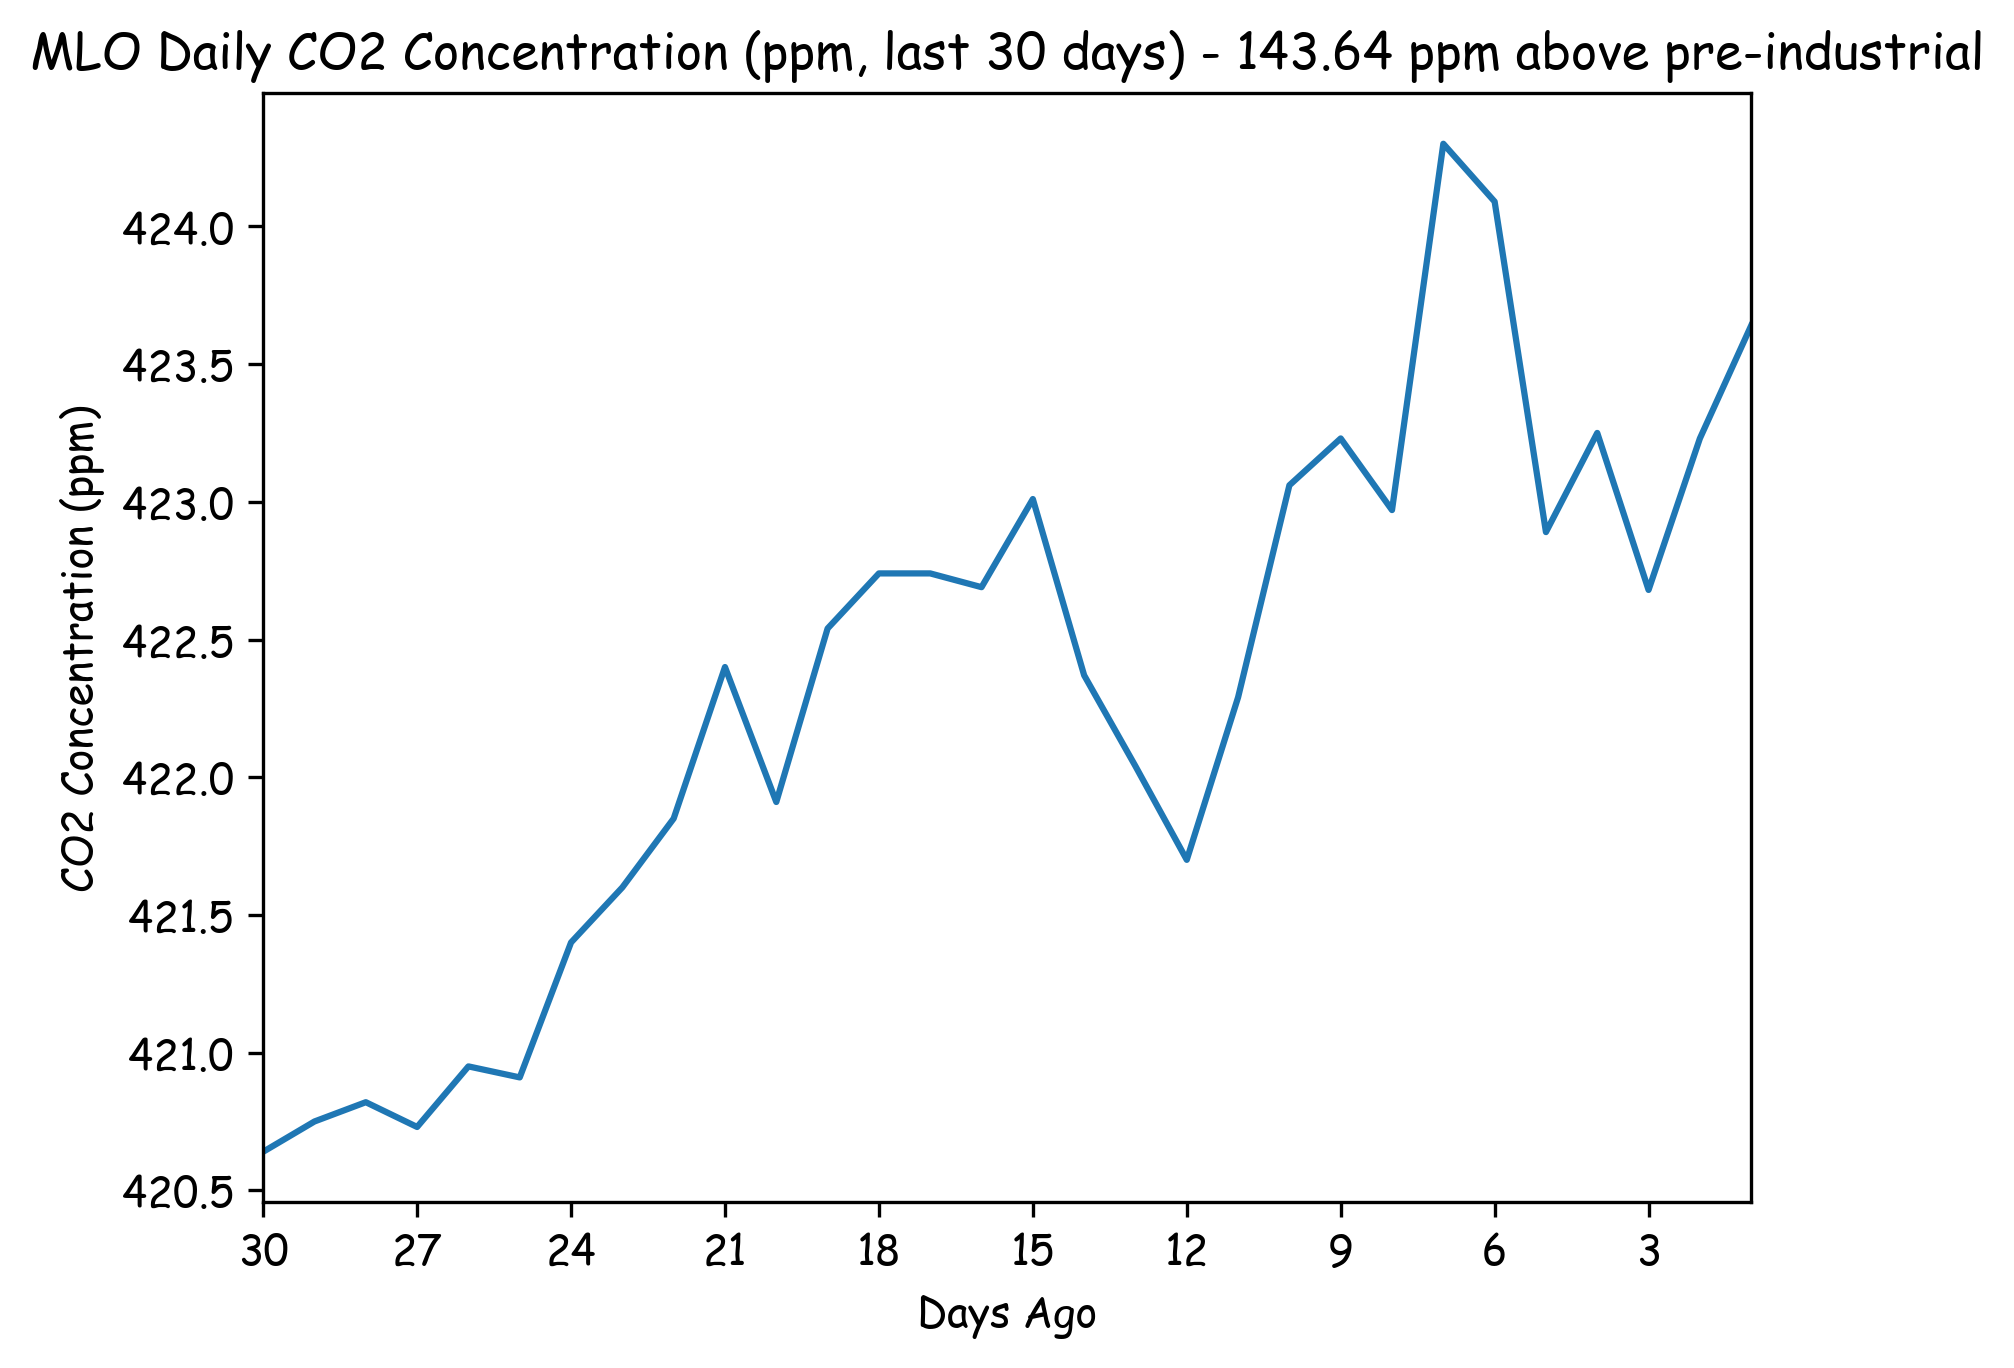 MLO Daily CO2 Concentration (ppm, last 30 days) - 143.64 ppm above pre-industrial
CO2 Concentration (ppm)
424.0
423.5
423.0
422.5
422.0
421.5
421.0
420.5
30 27 24 21 18 15 12 9 6 3
Days Ago